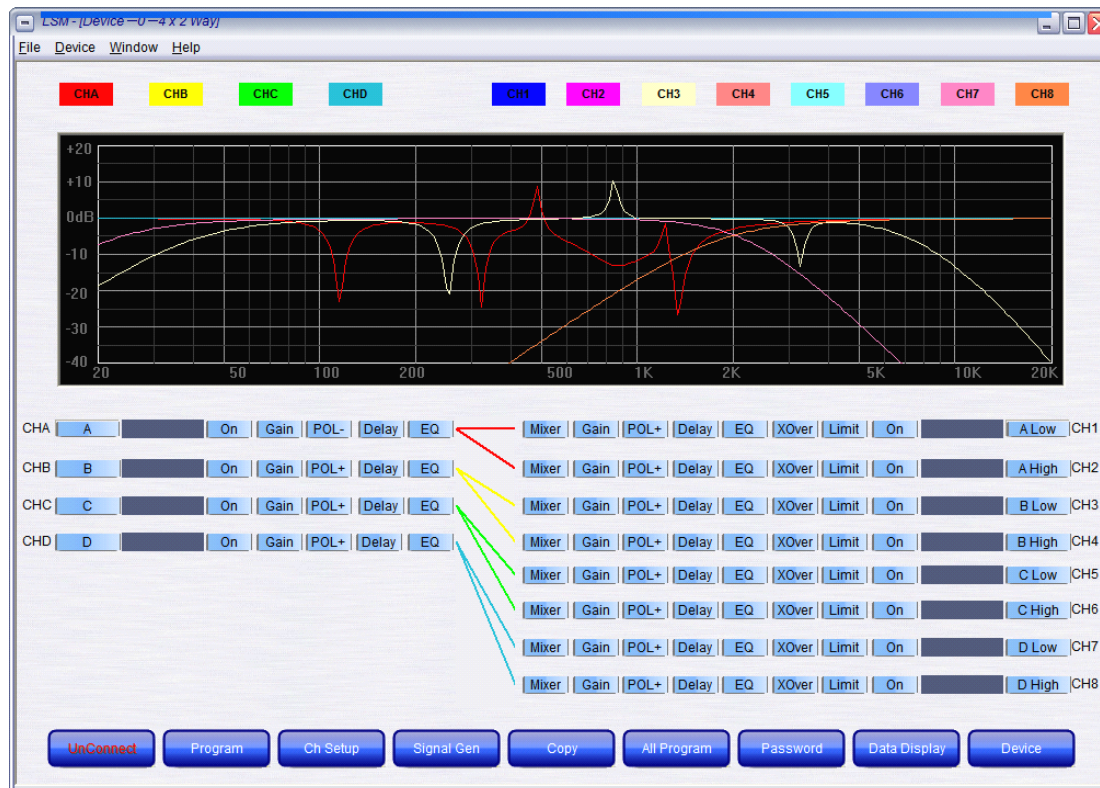 LSM - [Device —0 —4 x 2 Way]
File Device Window Help
CHA CHB CHC CHD CH1 CH2 CH3 CH4 CH5 CH6 CH7 CH8
+20
+10
0dB
-10
-20
-30
-40
20 50 100 200 500 1K 2K 5K 10K 20K
CHA A On Gain POL- Delay EQ Mixer Gain POL+ Delay EQ XOver Limit On A Low CH1
CHB B On Gain POL+ Delay EQ Mixer Gain POL+ Delay EQ XOver Limit On A High CH2
CHC C On Gain POL+ Delay EQ Mixer Gain POL+ Delay EQ XOver Limit On B Low CH3
CHD D On Gain POL+ Delay EQ Mixer Gain POL+ Delay EQ XOver Limit On B High CH4
Mixer Gain POL+ Delay EQ XOver Limit On C Low CH5
Mixer Gain POL+ Delay EQ XOver Limit On C High CH6
Mixer Gain POL+ Delay EQ XOver Limit On D Low CH7
Mixer Gain POL+ Delay EQ XOver Limit On D High CH8
UnConnect Program Ch Setup Signal Gen Copy All Program Password Data Display Device